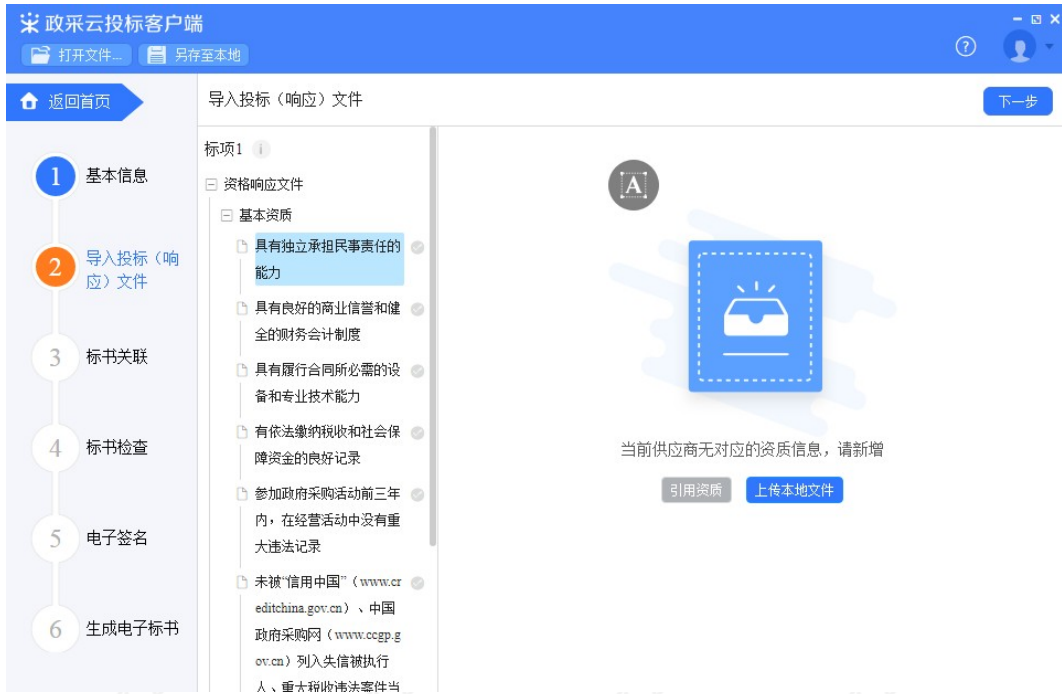 政采云投标客户端
打开文件... 另存至本地
返回首页
导入投标（响应）文件
下一步
1 基本信息
2 导入投标（响
应）文件
3 标书关联
4 标书检查
5 电子签名
6 生成电子标书
标项1
资格响应文件
基本资质
具有独立承担民事责任的
能力
具有良好的商业信誉和健
全的财务会计制度
具有履行合同所必需的设
备和专业技术能力
有依法缴纳税收和社会保
障资金的良好记录
参加政府采购活动前三年
内，在经营活动中没有重
大违法记录
未被“信用中国”（www.cr
editchina.gov.cn）、中国
政府采购网（www.ccgp.g
ov.cn）列入失信被执行
人、重大税收违法案件当
A
当前供应商无对应的资质信息，请新增
引用资质 上传本地文件